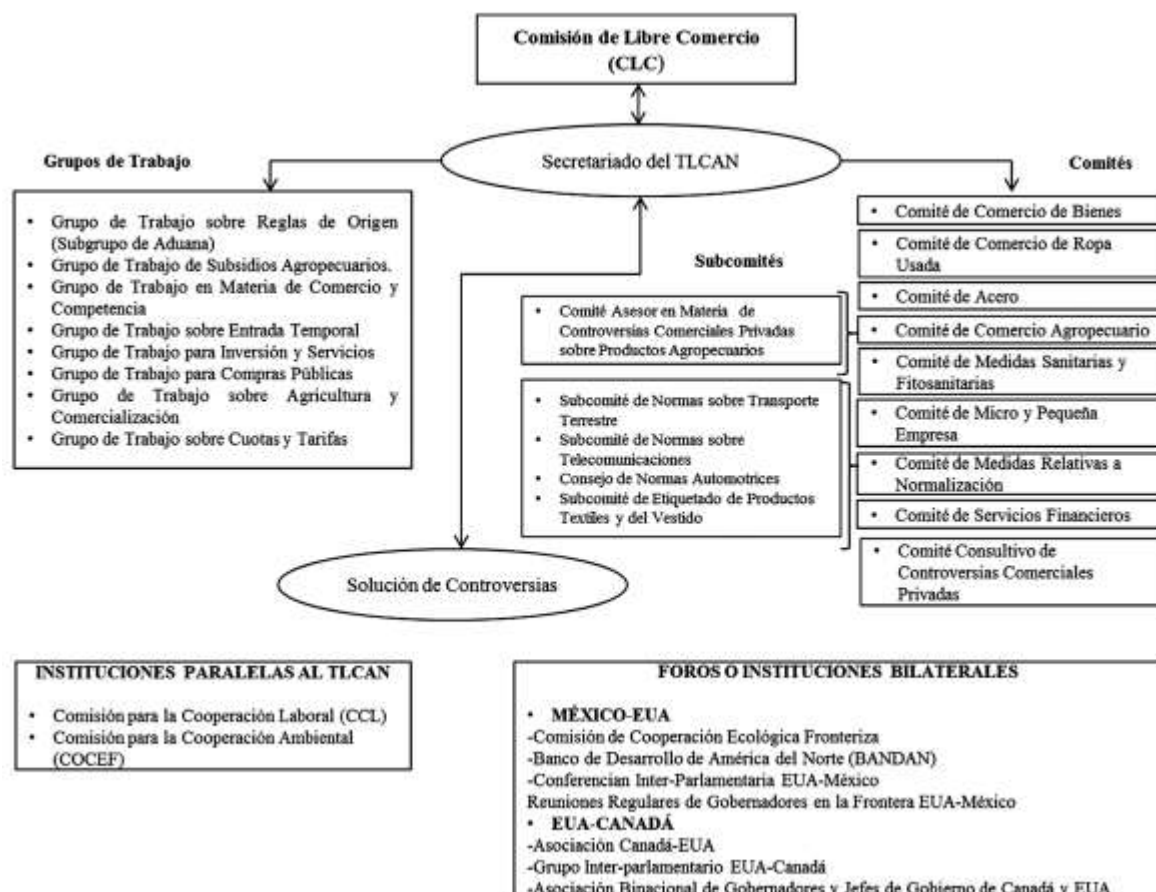 Comisión de Libre Comercio
(CLC)
Secretariado del TLCAN
Grupos de Trabajo
• Grupo de Trabajo sobre Reglas de Origen
(Subgrupo de Aduana)
• Grupo de Trabajo de Subsidios Agropecuarios.
• Grupo de Trabajo en Materia de Comercio y
Competencia
• Grupo de Trabajo sobre Entrada Temporal
• Grupo de Trabajo para Inversión y Servicios
• Grupo de Trabajo para Compras Públicas
• Grupo de Trabajo sobre Agricultura y
Comercialización
• Grupo de Trabajo sobre Cuotas y Tarifas
Subcomités
• Comité Asesor en Materia de
Controversias Comerciales Privadas
sobre Productos Agropecuarios
• Subcomité de Normas sobre Transporte
Terrestre
• Subcomité de Normas sobre
Telecomunicaciones
• Consejo de Normas Automotrices
• Subcomité de Etiquetado de Productos
Textiles y del Vestido
Comités
• Comité de Comercio de Bienes
• Comité de Comercio de Ropa
Usada
• Comité de Acero
• Comité de Comercio Agropecuario
• Comité de Medidas Sanitarias y
Fitosanitarias
• Comité de Micro y Pequeña
Empresa
• Comité de Medidas Relativas a
Normalización
• Comité de Servicios Financieros
• Comité Consultivo de
Controversias Comerciales
Privadas
Solución de Controversias
INSTITUCIONES PARALELAS AL TLCAN
• Comisión para la Cooperación Laboral (CCL)
• Comisión para la Cooperación Ambiental
(COCEF)
FOROS O INSTITUCIONES BILATERALES
• MÉXICO-EUA
-Comisión de Cooperación Ecológica Fronteriza
-Banco de Desarrollo de América del Norte (BANDAN)
-Conferencian Inter-Parlamentaria EUA-México
Reuniones Regulares de Gobernadores en la Frontera EUA-México
• EUA-CANADÁ
-Asociación Canadá-EUA
-Grupo Inter-parlamentario EUA-Canadá
-Asociación Binacional de Gobernadores y Jefes de Gobierno de Canadá y EUA